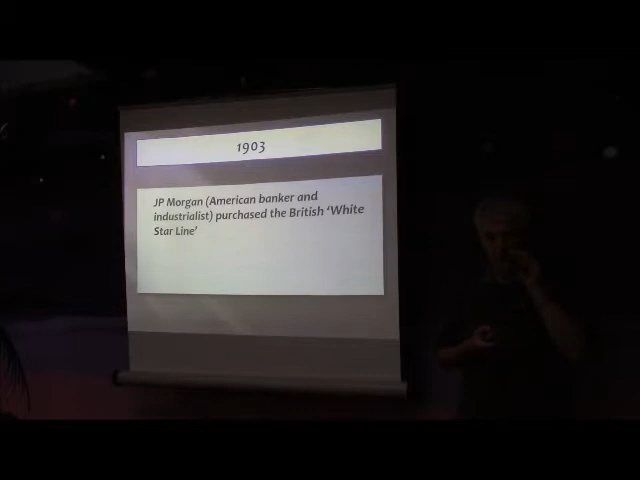 1903
JP Morgan (American banker and
industrialist) purchased the British ‘White
Star Line’